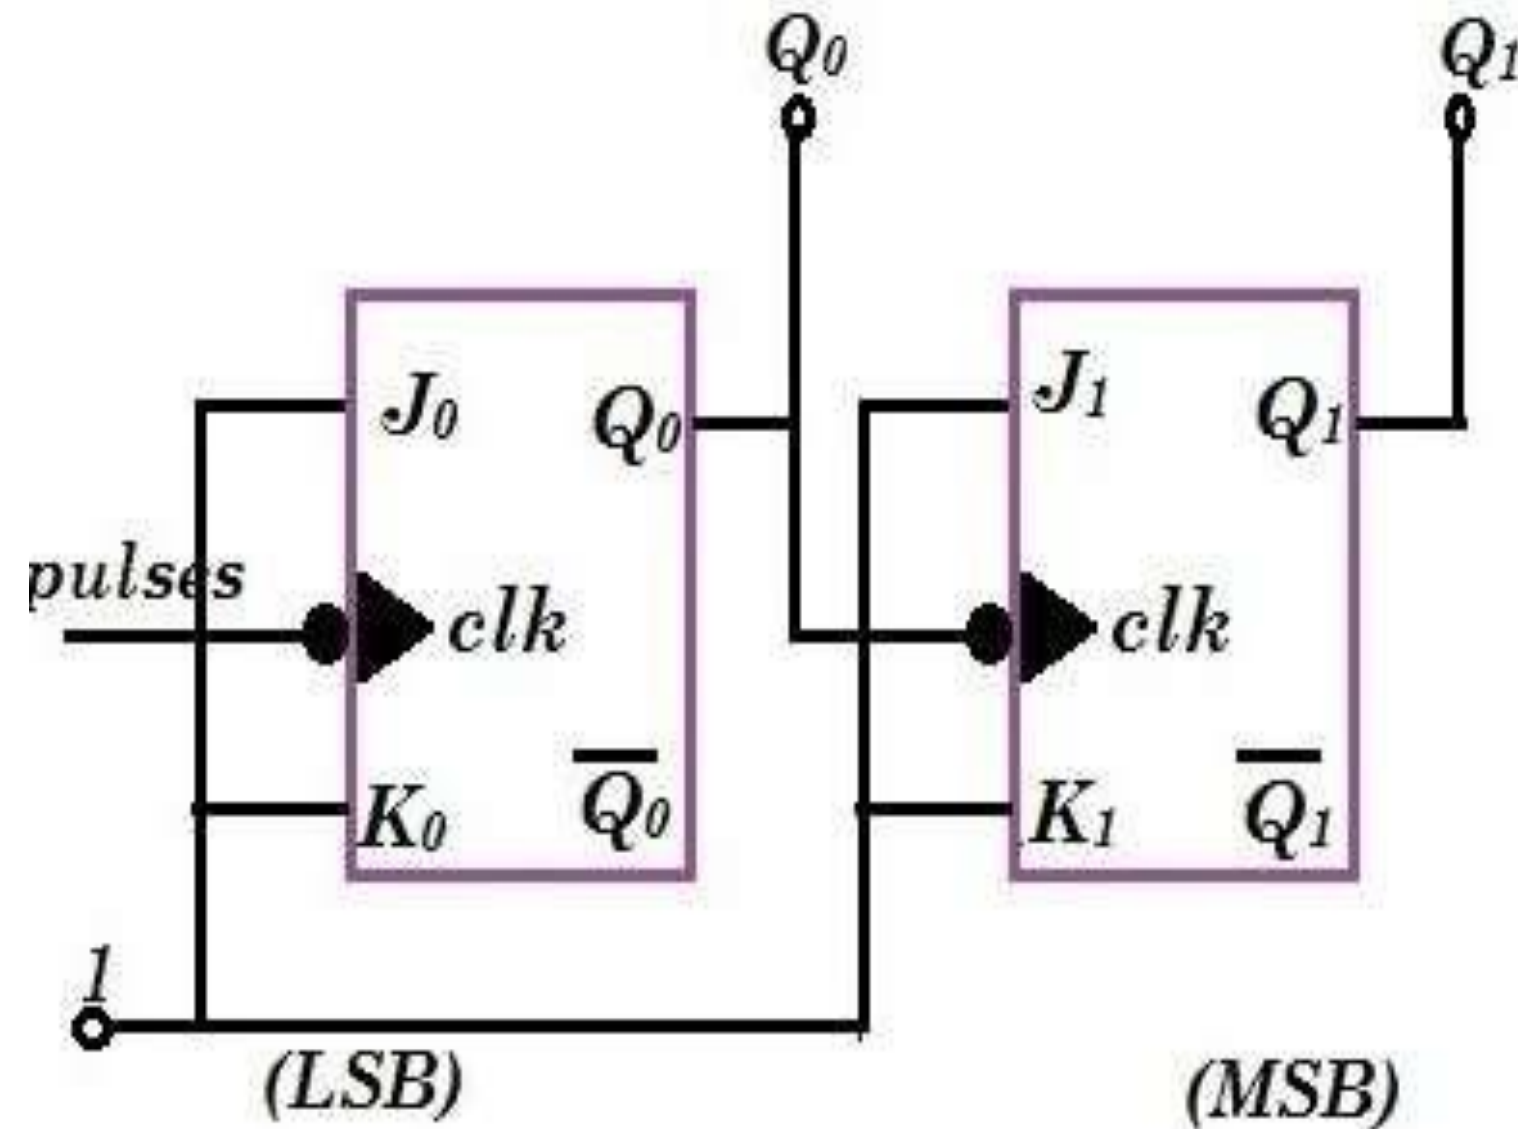 Q0 Q1
J0 Q0 J1 Q1
pulses
clk clk
K0 Q̅0 K1 Q̅1
1
(LSB) (MSB)